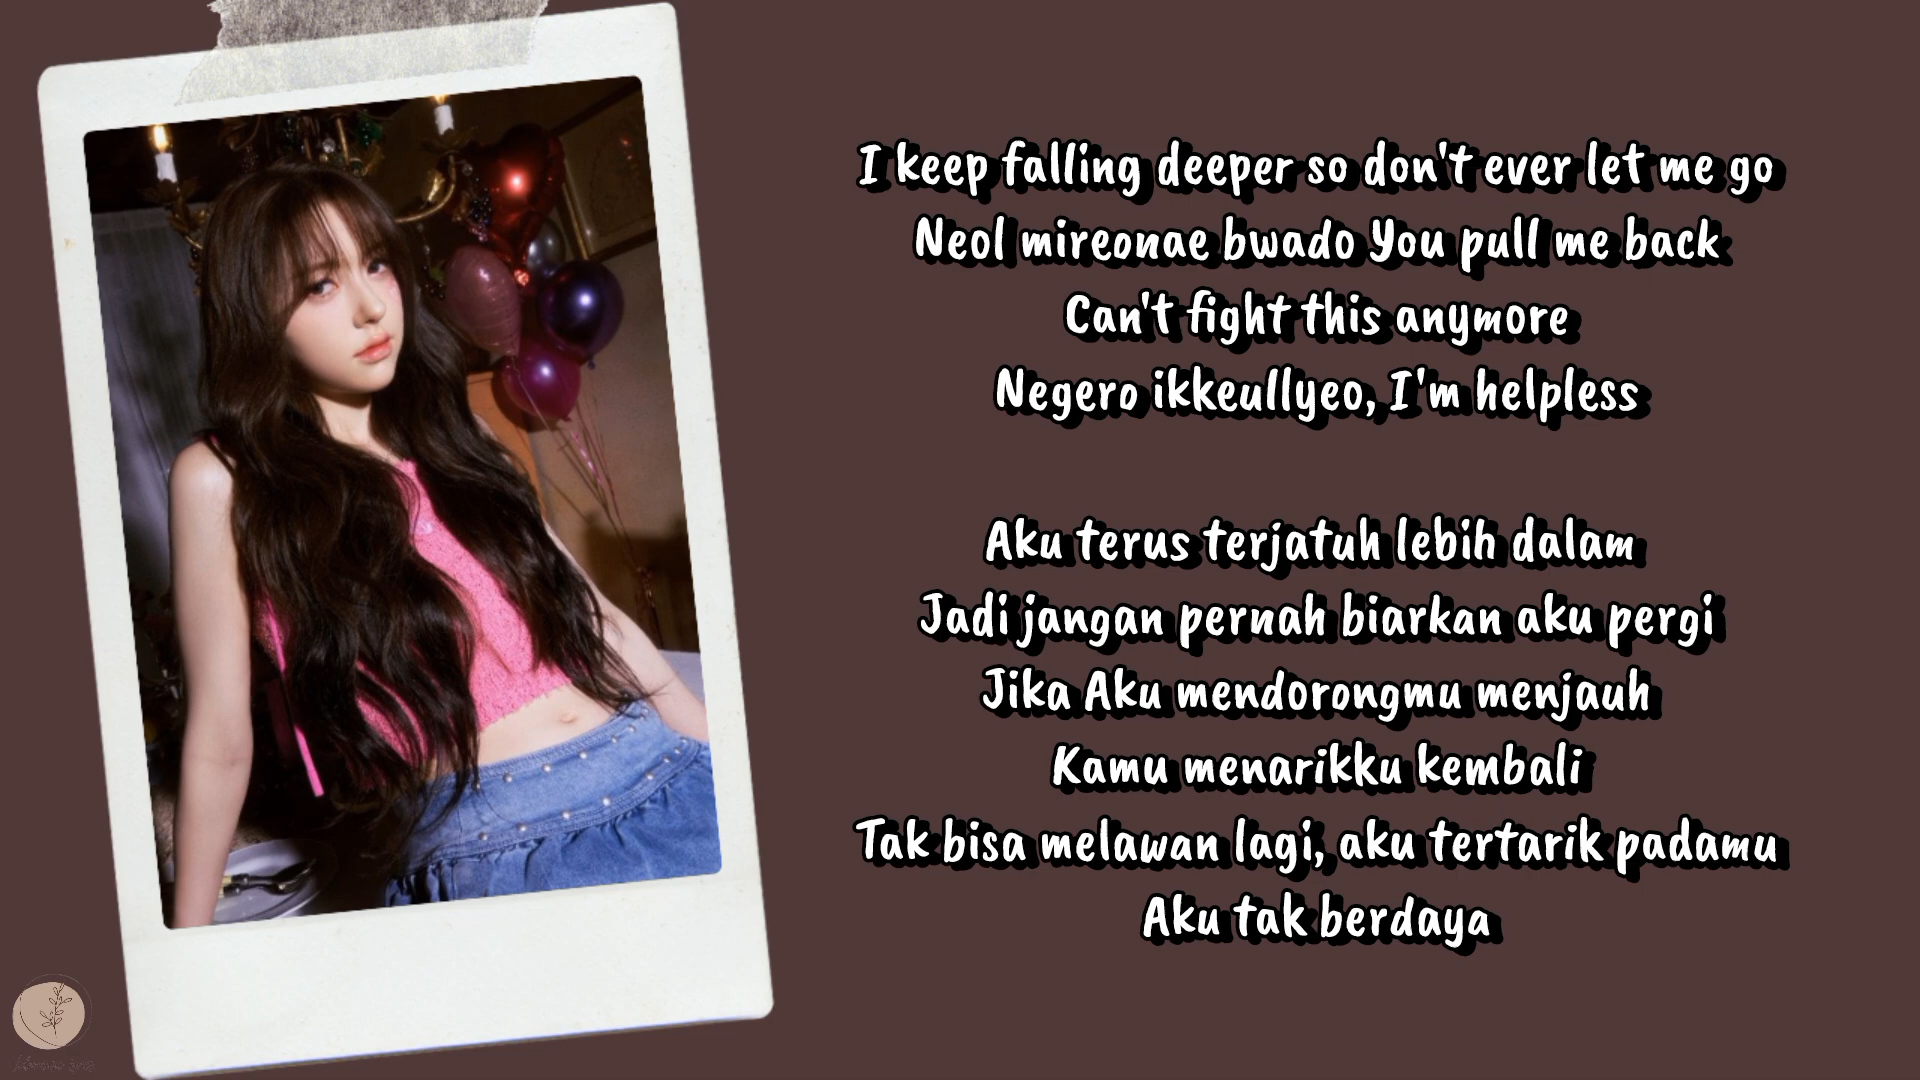 I keep falling deeper so don't ever let me go
Neol mireonae bwado You pull me back
Can't fight this anymore
Negero ikkeullyeo, I'm helpless
Aku terus terjatuh lebih dalam
Jadi jangan pernah biarkan aku pergi
Jika Aku mendorongmu menjauh
Kamu menarikku kembali
Tak bisa melawan lagi, aku tertarik padamu
Aku tak berdaya